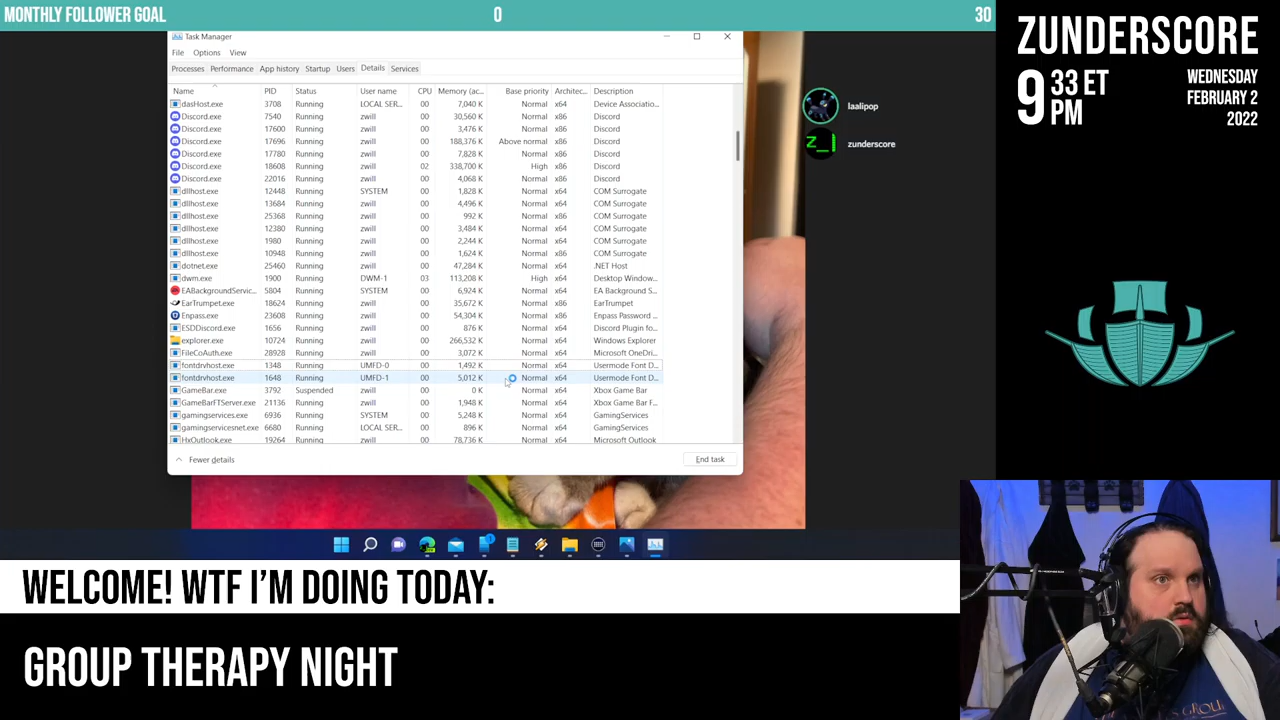 MONTHLY FOLLOWER GOAL 0 30
ZUNDERSCORE
9 33 ET PM
WEDNESDAY
FEBRUARY 2
2022
laalipop
z_ zunderscore
Task Manager
File Options View
Processes Performance App history Startup Users Details Services
Name PID Status User name CPU Memory (ac... Base priority Architec... Description
dasHost.exe 3708 Running LOCAL SER... 00 7,040 K Normal x64 Device Associatio...
Discord.exe 7540 Running zwill 00 30,560 K Normal x86 Discord
Discord.exe 17600 Running zwill 00 3,476 K Normal x86 Discord
Discord.exe 17696 Running zwill 00 188,376 K Above normal x86 Discord
Discord.exe 17780 Running zwill 00 7,828 K Normal x86 Discord
Discord.exe 18608 Running zwill 02 338,700 K High x86 Discord
Discord.exe 22016 Running zwill 00 4,068 K Normal x86 Discord
dllhost.exe 12448 Running SYSTEM 00 1,828 K Normal x64 COM Surrogate
dllhost.exe 13684 Running zwill 00 4,496 K Normal x64 COM Surrogate
dllhost.exe 25368 Running zwill 00 992 K Normal x86 COM Surrogate
dllhost.exe 12380 Running zwill 00 3,484 K Normal x64 COM Surrogate
dllhost.exe 1980 Running zwill 00 2,244 K Normal x64 COM Surrogate
dllhost.exe 10948 Running zwill 00 1,624 K Normal x86 COM Surrogate
dotnet.exe 25460 Running zwill 00 47,284 K Normal x64 .NET Host
dwm.exe 1900 Running DWM-1 03 113,208 K High x64 Desktop Window...
EABackgroundServic... 5804 Running SYSTEM 00 6,924 K Normal x64 EA Background S...
EarTrumpet.exe 18624 Running zwill 00 35,672 K Normal x86 EarTrumpet
Enpass.exe 23608 Running zwill 00 54,304 K Normal x64 Enpass Password ...
ESDDiscord.exe 1656 Running zwill 00 876 K Normal x64 Discord Plugin fo...
explorer.exe 10724 Running zwill 00 266,532 K Normal x64 Windows Explorer
FileCoAuth.exe 28928 Running zwill 00 3,072 K Normal x64 Microsoft OneDri...
fontdrvhost.exe 1348 Running UMFD-0 00 1,492 K Normal x64 Usermode Font D...
fontdrvhost.exe 1648 Running UMFD-1 00 5,012 K Normal x64 Usermode Font D...
GameBar.exe 3792 Suspended zwill 00 0 K Normal x64 Xbox Game Bar
GameBarFTServer.exe 21136 Running zwill 00 1,948 K Normal x64 Xbox Game Bar F...
gamingservices.exe 6936 Running SYSTEM 00 5,248 K Normal x64 GamingServices
gamingservicesnet.exe 6680 Running LOCAL SER... 00 896 K Normal x64 GamingServices
HxOutlook.exe 19264 Running zwill 00 78,736 K Normal x64 Microsoft Outlook
Fewer details End task
WELCOME! WTF I'M DOING TODAY:
GROUP THERAPY NIGHT